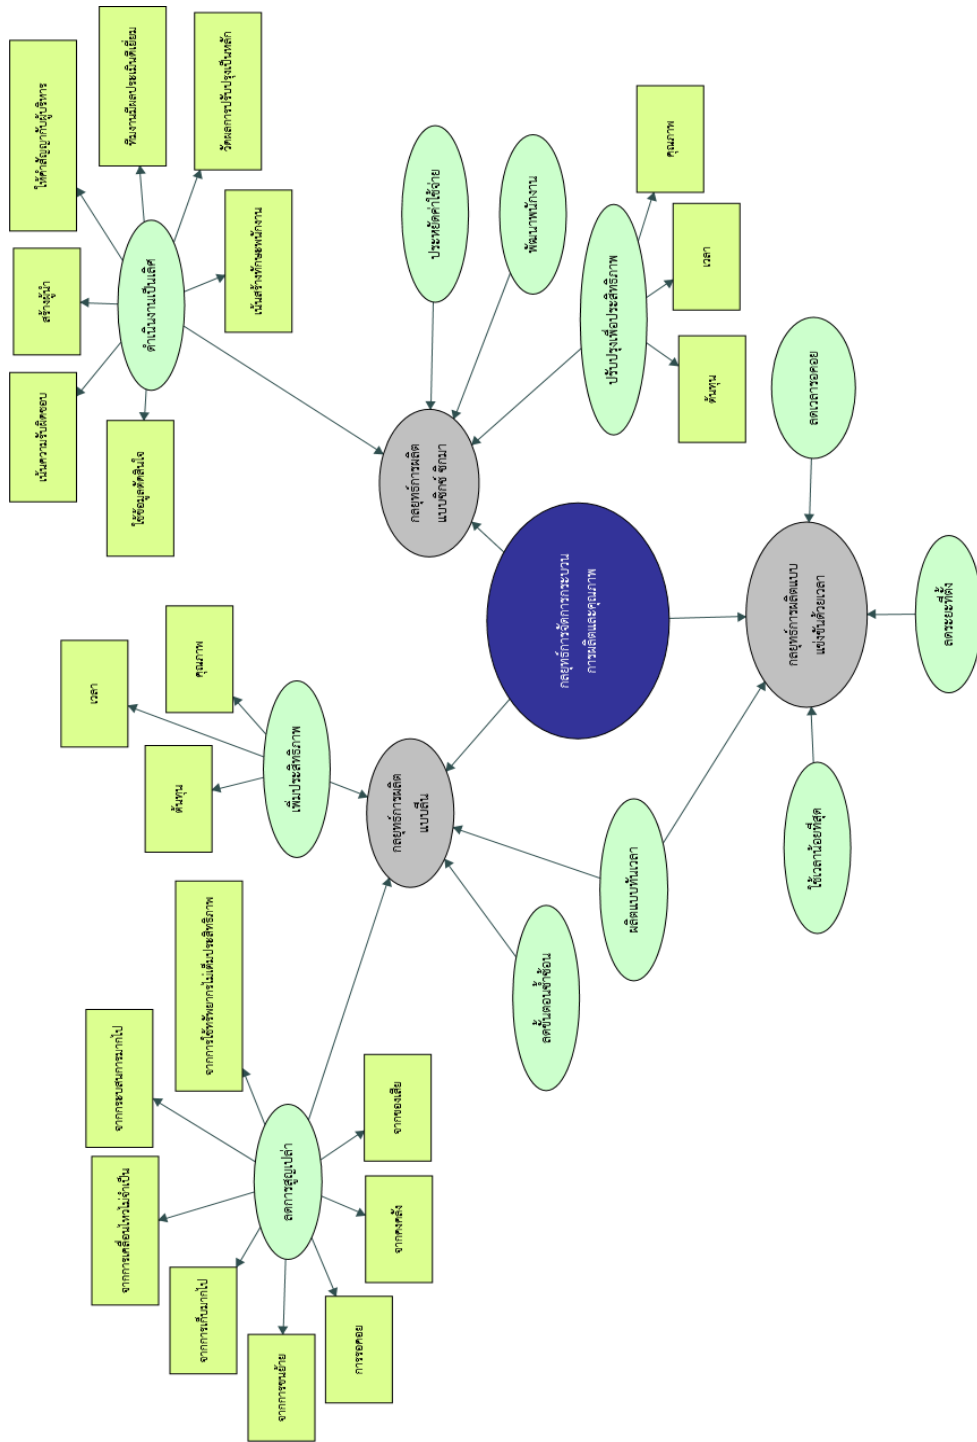 จากกระบสนการมากไป
จากการใช้ทรัพยากรไม่เต็มประสิทธิภาพ
เวลา
คุณภาพ
ต้นทุน
เพิ่มประสิทธิภาพ
จากการเคลื่อนไหวไม่จำเป็น
จากการเก็บมากไป
จากการขนย้าย
การรอคอย
จากคงคลัง
จากของเสีย
ลดการสูญเปล่า
กลยุทธ์การผลิต
แบบลีน
ลดขั้นตอนซ้ำซ้อน
ผลิตแบบทันเวลา
เน้นความรับผิดชอบ
สร้างผู้นำ
ให้คำสัญญากับผู้บริหาร
ทีมงานมีผลประเมินดีเยี่ยม
วัดผลการปรับปรุงเป็นหลัก
ใช้ข้อมูลตัดสินใจ
ดำเนินงานเป็นเลิศ
เน้นสร้างทักษะพนักงาน
กลยุทธ์การผลิต
แบบซิกซ์ ซิกมา
ประหยัดค่าใช้จ่าย
พัฒนาพนักงาน
ปรับปรุงเพื่อประสิทธิภาพ
คุณภาพ
เวลา
ต้นทุน
กลยุทธ์การจัดการกระบวน
การผลิตและคุณภาพ
กลยุทธ์การผลิตแบบ
แข่งขันด้วยเวลา
ใช้เวลาน้อยที่สุด
ลดระยะที่ตั้ง
ลดเวลารอคอย